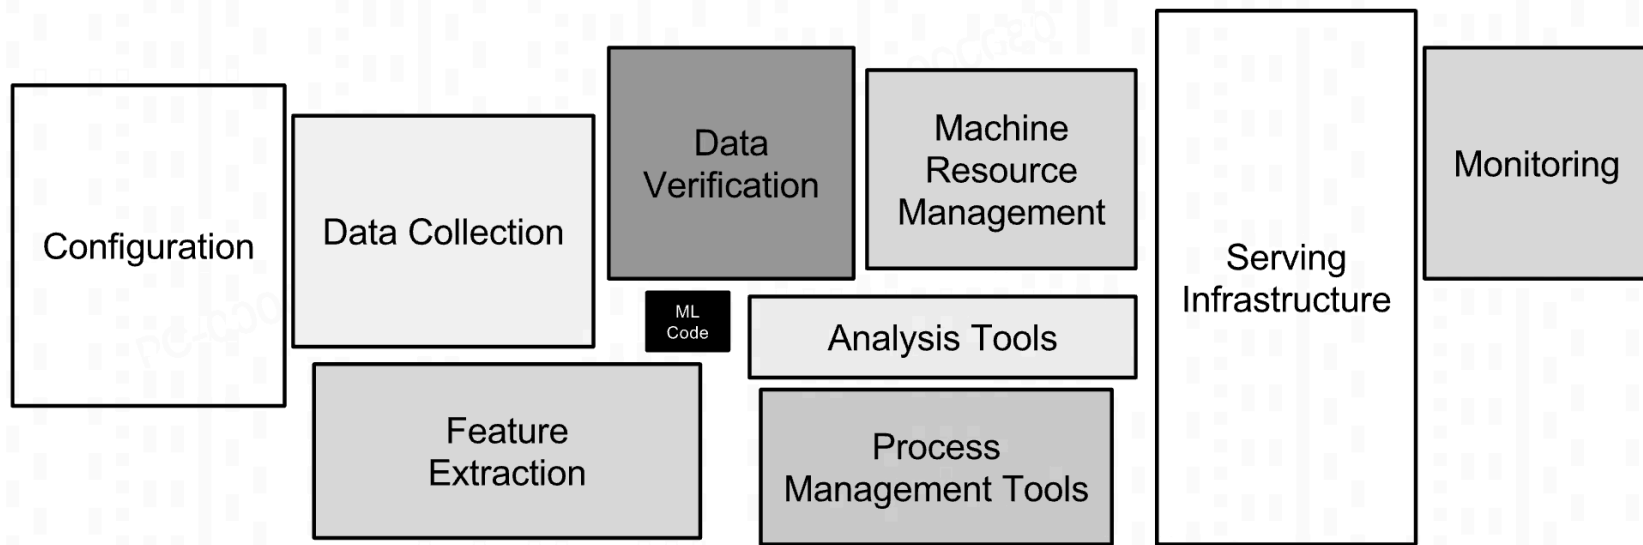 Configuration
Data Collection
Data
Verification
Machine
Resource
Management
Serving
Infrastructure
Monitoring
ML
Code
Analysis Tools
Feature
Extraction
Process
Management Tools